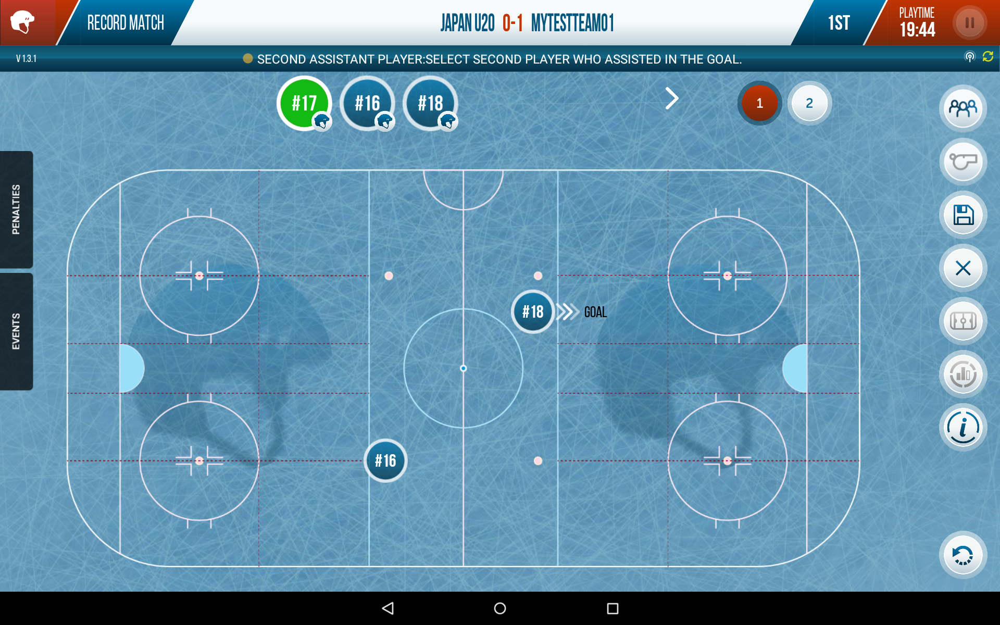 RECORD MATCH
JAPAN U20 0-1 MYTESTTEAM01
1ST
PLAYTIME
19:44
V 1.3.1
SECOND ASSISTANT PLAYER:SELECT SECOND PLAYER WHO ASSISTED IN THE GOAL.
#17
#16
#18
1
2
PENALTIES
EVENTS
#18
GOAL
#16
i